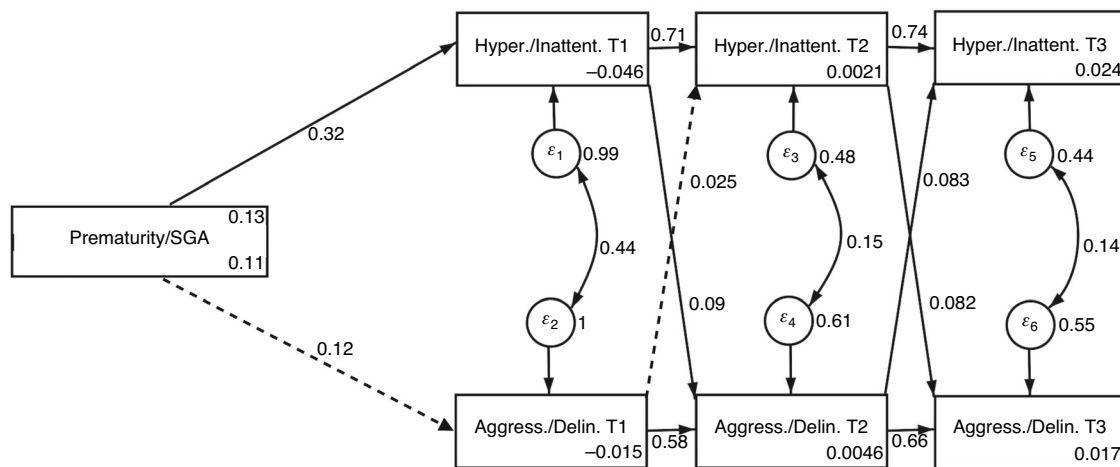 Hyper./Inattent. T1
−0.046
0.71
Hyper./Inattent. T2
0.0021
0.74
Hyper./Inattent. T3
0.024
0.32
ε1
0.99
ε3
0.48
ε5
0.44
0.025
0.083
Prematurity/SGA
0.13
0.11
0.44
0.15
0.14
0.09
0.082
ε2
1
ε4
0.61
ε6
0.55
0.12
Aggress./Delin. T1
−0.015
0.58
Aggress./Delin. T2
0.0046
0.66
Aggress./Delin. T3
0.017